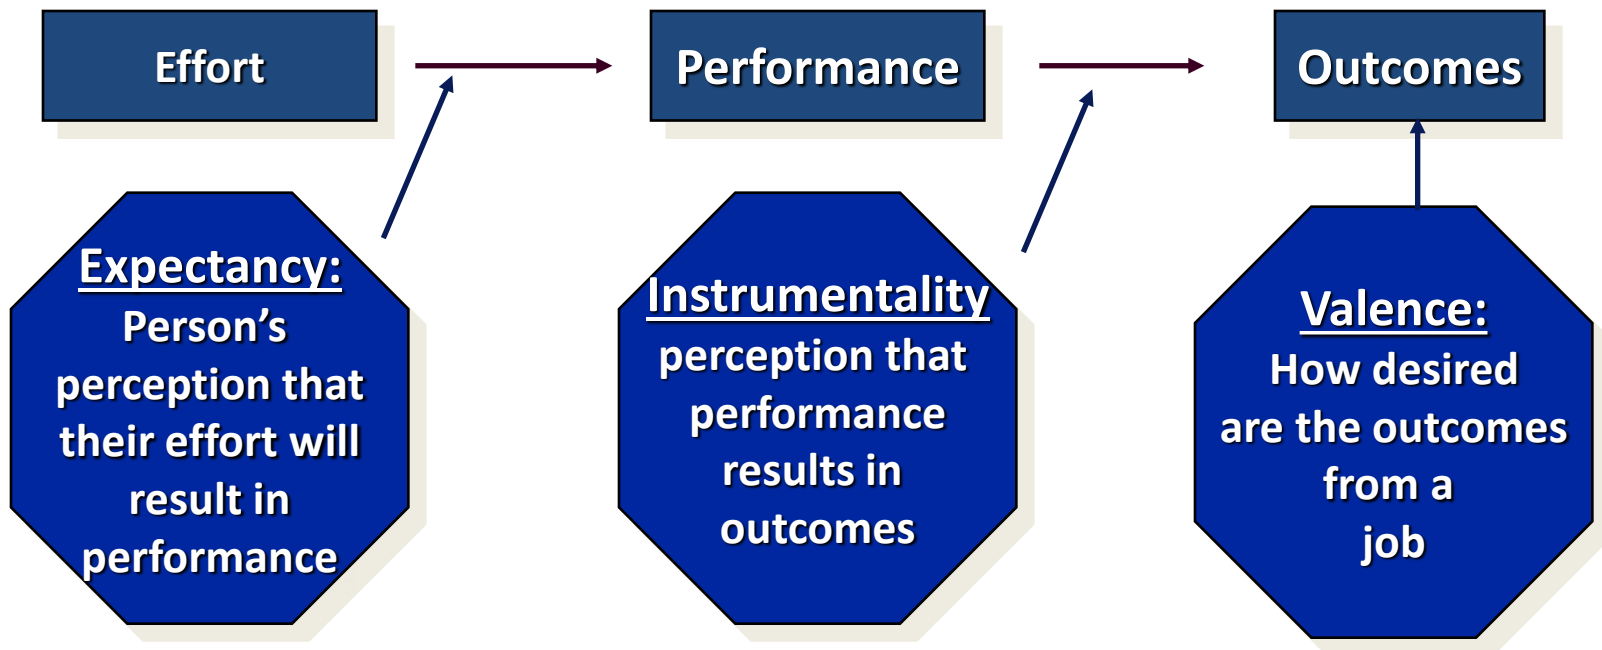 Effort
Performance
Outcomes
Expectancy:
Person’s
perception that
their effort will
result in
performance
Instrumentality
perception that
performance
results in
outcomes
Valence:
How desired
are the outcomes
from a
job